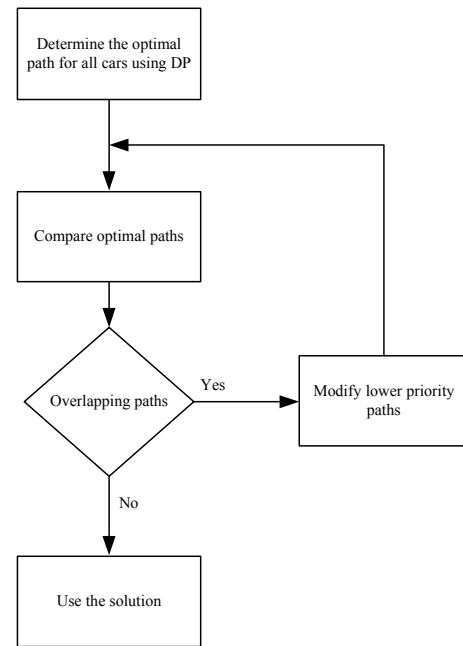 Determine the optimal
path for all cars using DP
Compare optimal paths
Overlapping paths
Yes
Modify lower priority
paths
No
Use the solution